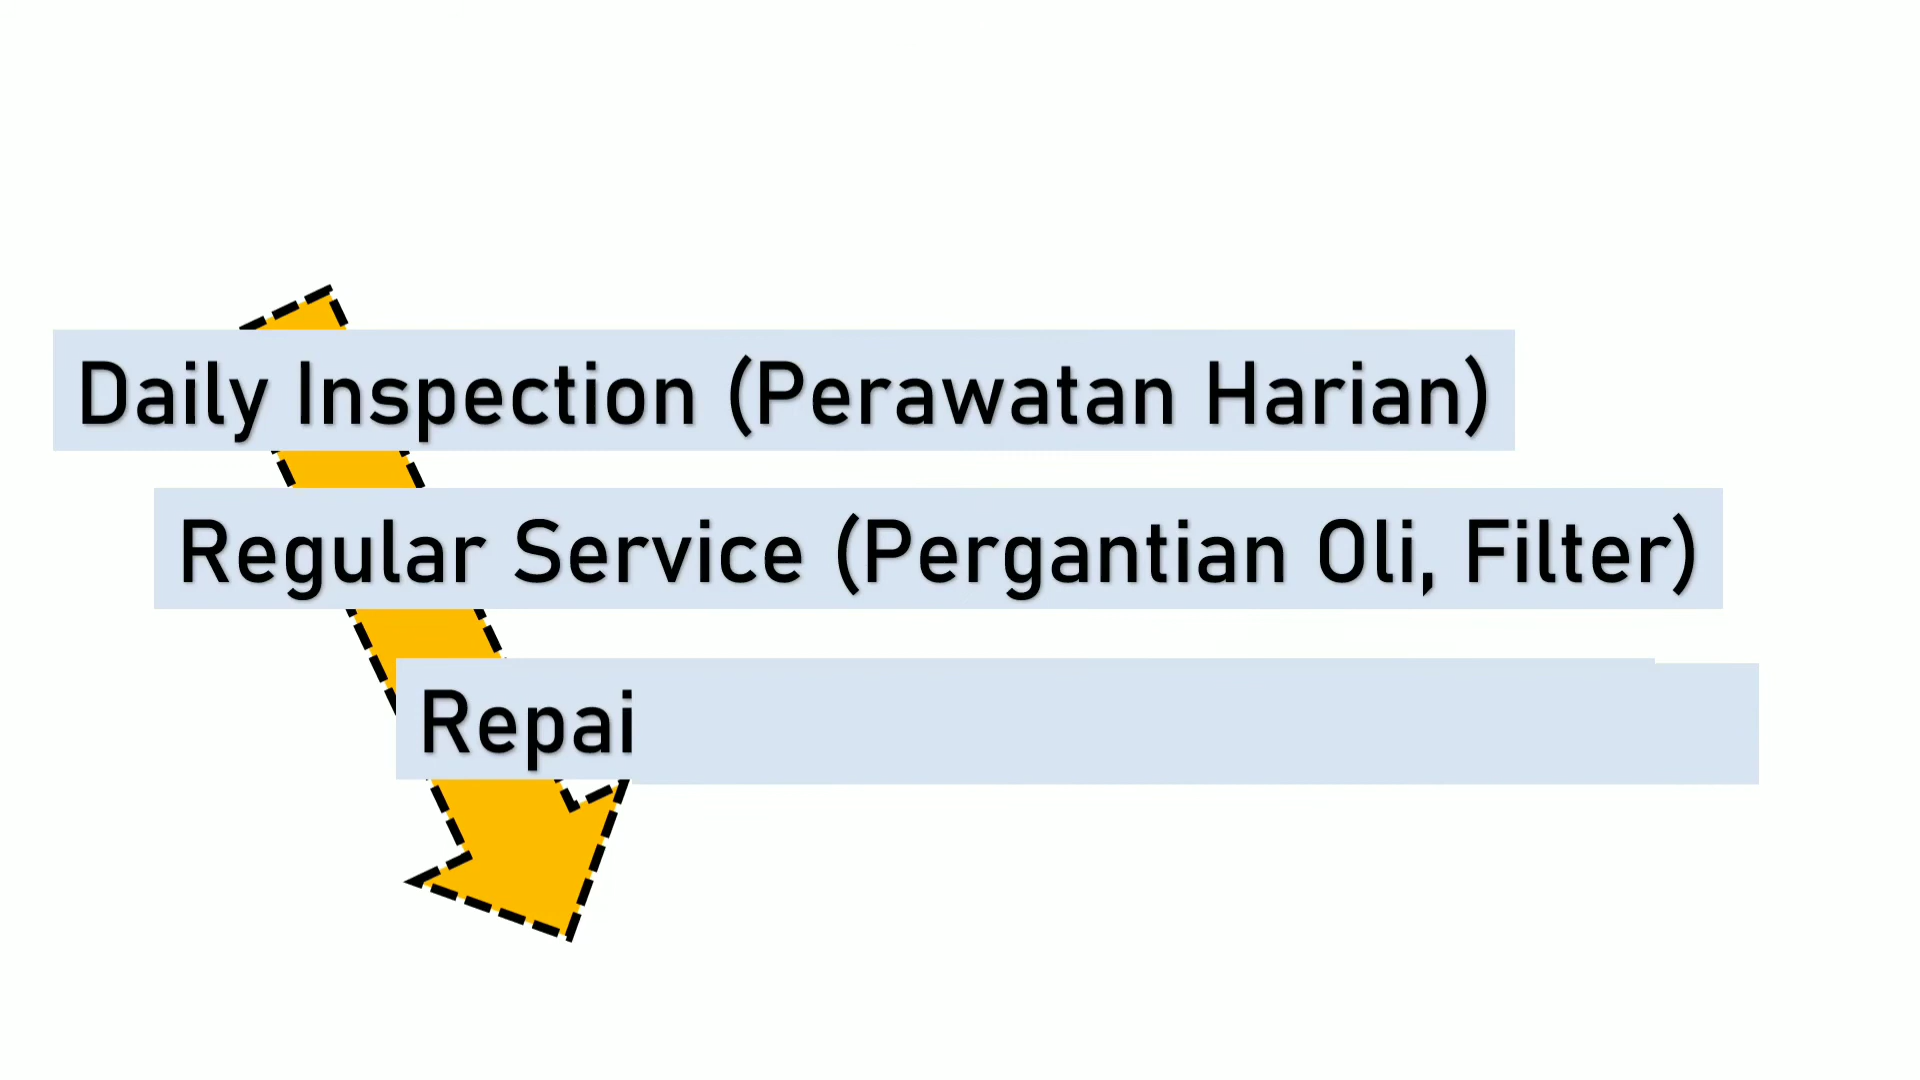 Daily Inspection (Perawatan Harian)
Regular Service (Pergantian Oli, Filter)
Repai